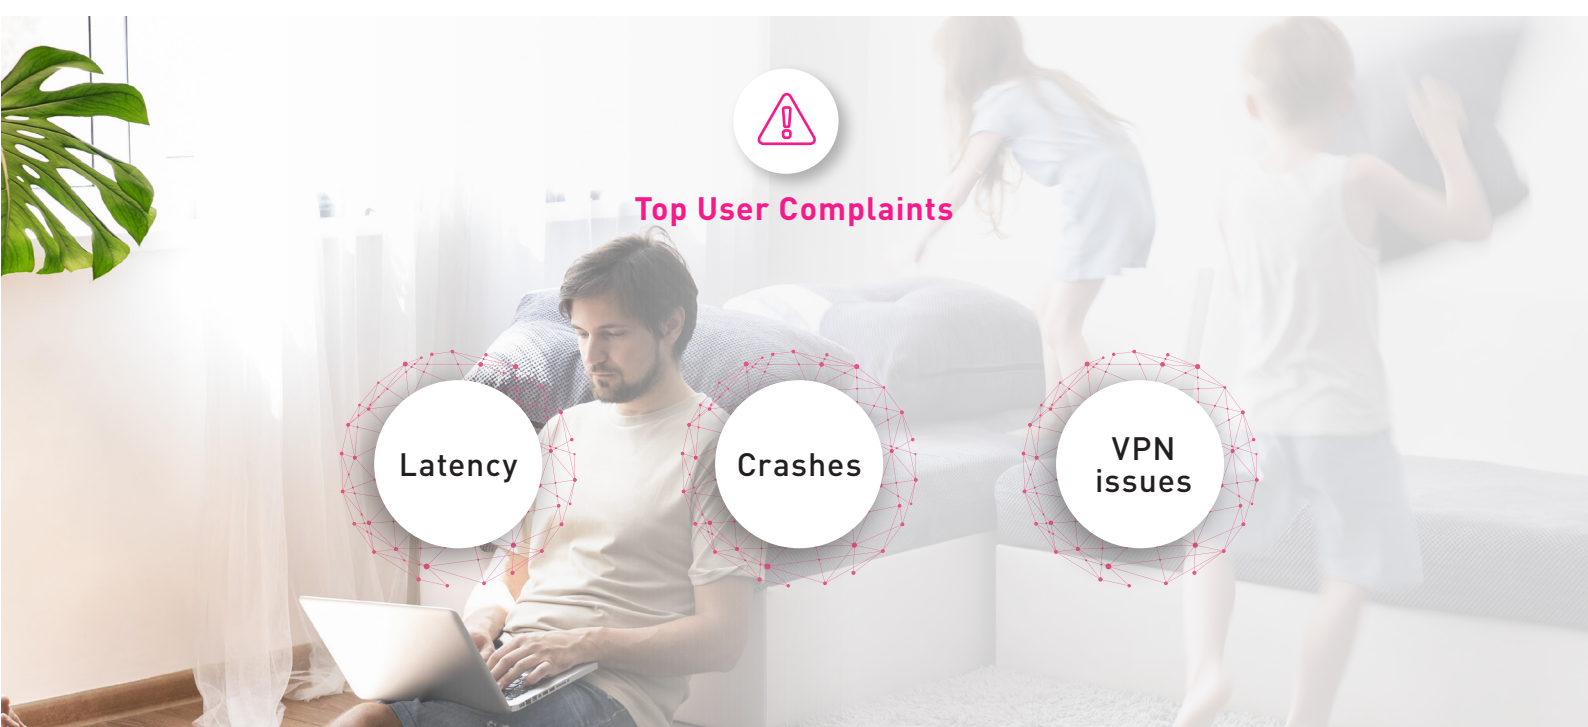 Top User Complaints
Latency
Crashes
VPN
issues